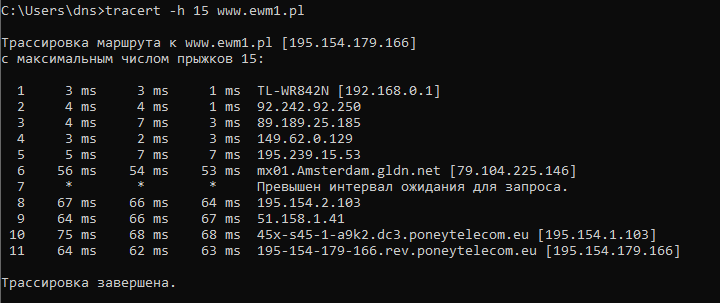 C:\Users\dns>tracert -h 15 www.ewm1.pl
Трассировка маршрута к www.ewm1.pl [195.154.179.166]
с максимальным числом прыжков 15:
1 3 ms 3 ms 1 ms TL-WR842N [192.168.0.1]
2 4 ms 4 ms 1 ms 92.242.92.250
3 4 ms 7 ms 3 ms 89.189.25.185
4 3 ms 2 ms 3 ms 149.62.0.129
5 5 ms 7 ms 7 ms 195.239.15.53
6 56 ms 54 ms 53 ms mx01.Amsterdam.gldn.net [79.104.225.146]
7 * * * Превышен интервал ожидания для запроса.
8 67 ms 66 ms 64 ms 195.154.2.103
9 64 ms 66 ms 67 ms 51.158.1.41
10 75 ms 68 ms 68 ms 45x-s45-1-a9k2.dc3.poneytelecom.eu [195.154.1.103]
11 64 ms 62 ms 63 ms 195-154-179-166.rev.poneytelecom.eu [195.154.179.166]
Трассировка завершена.